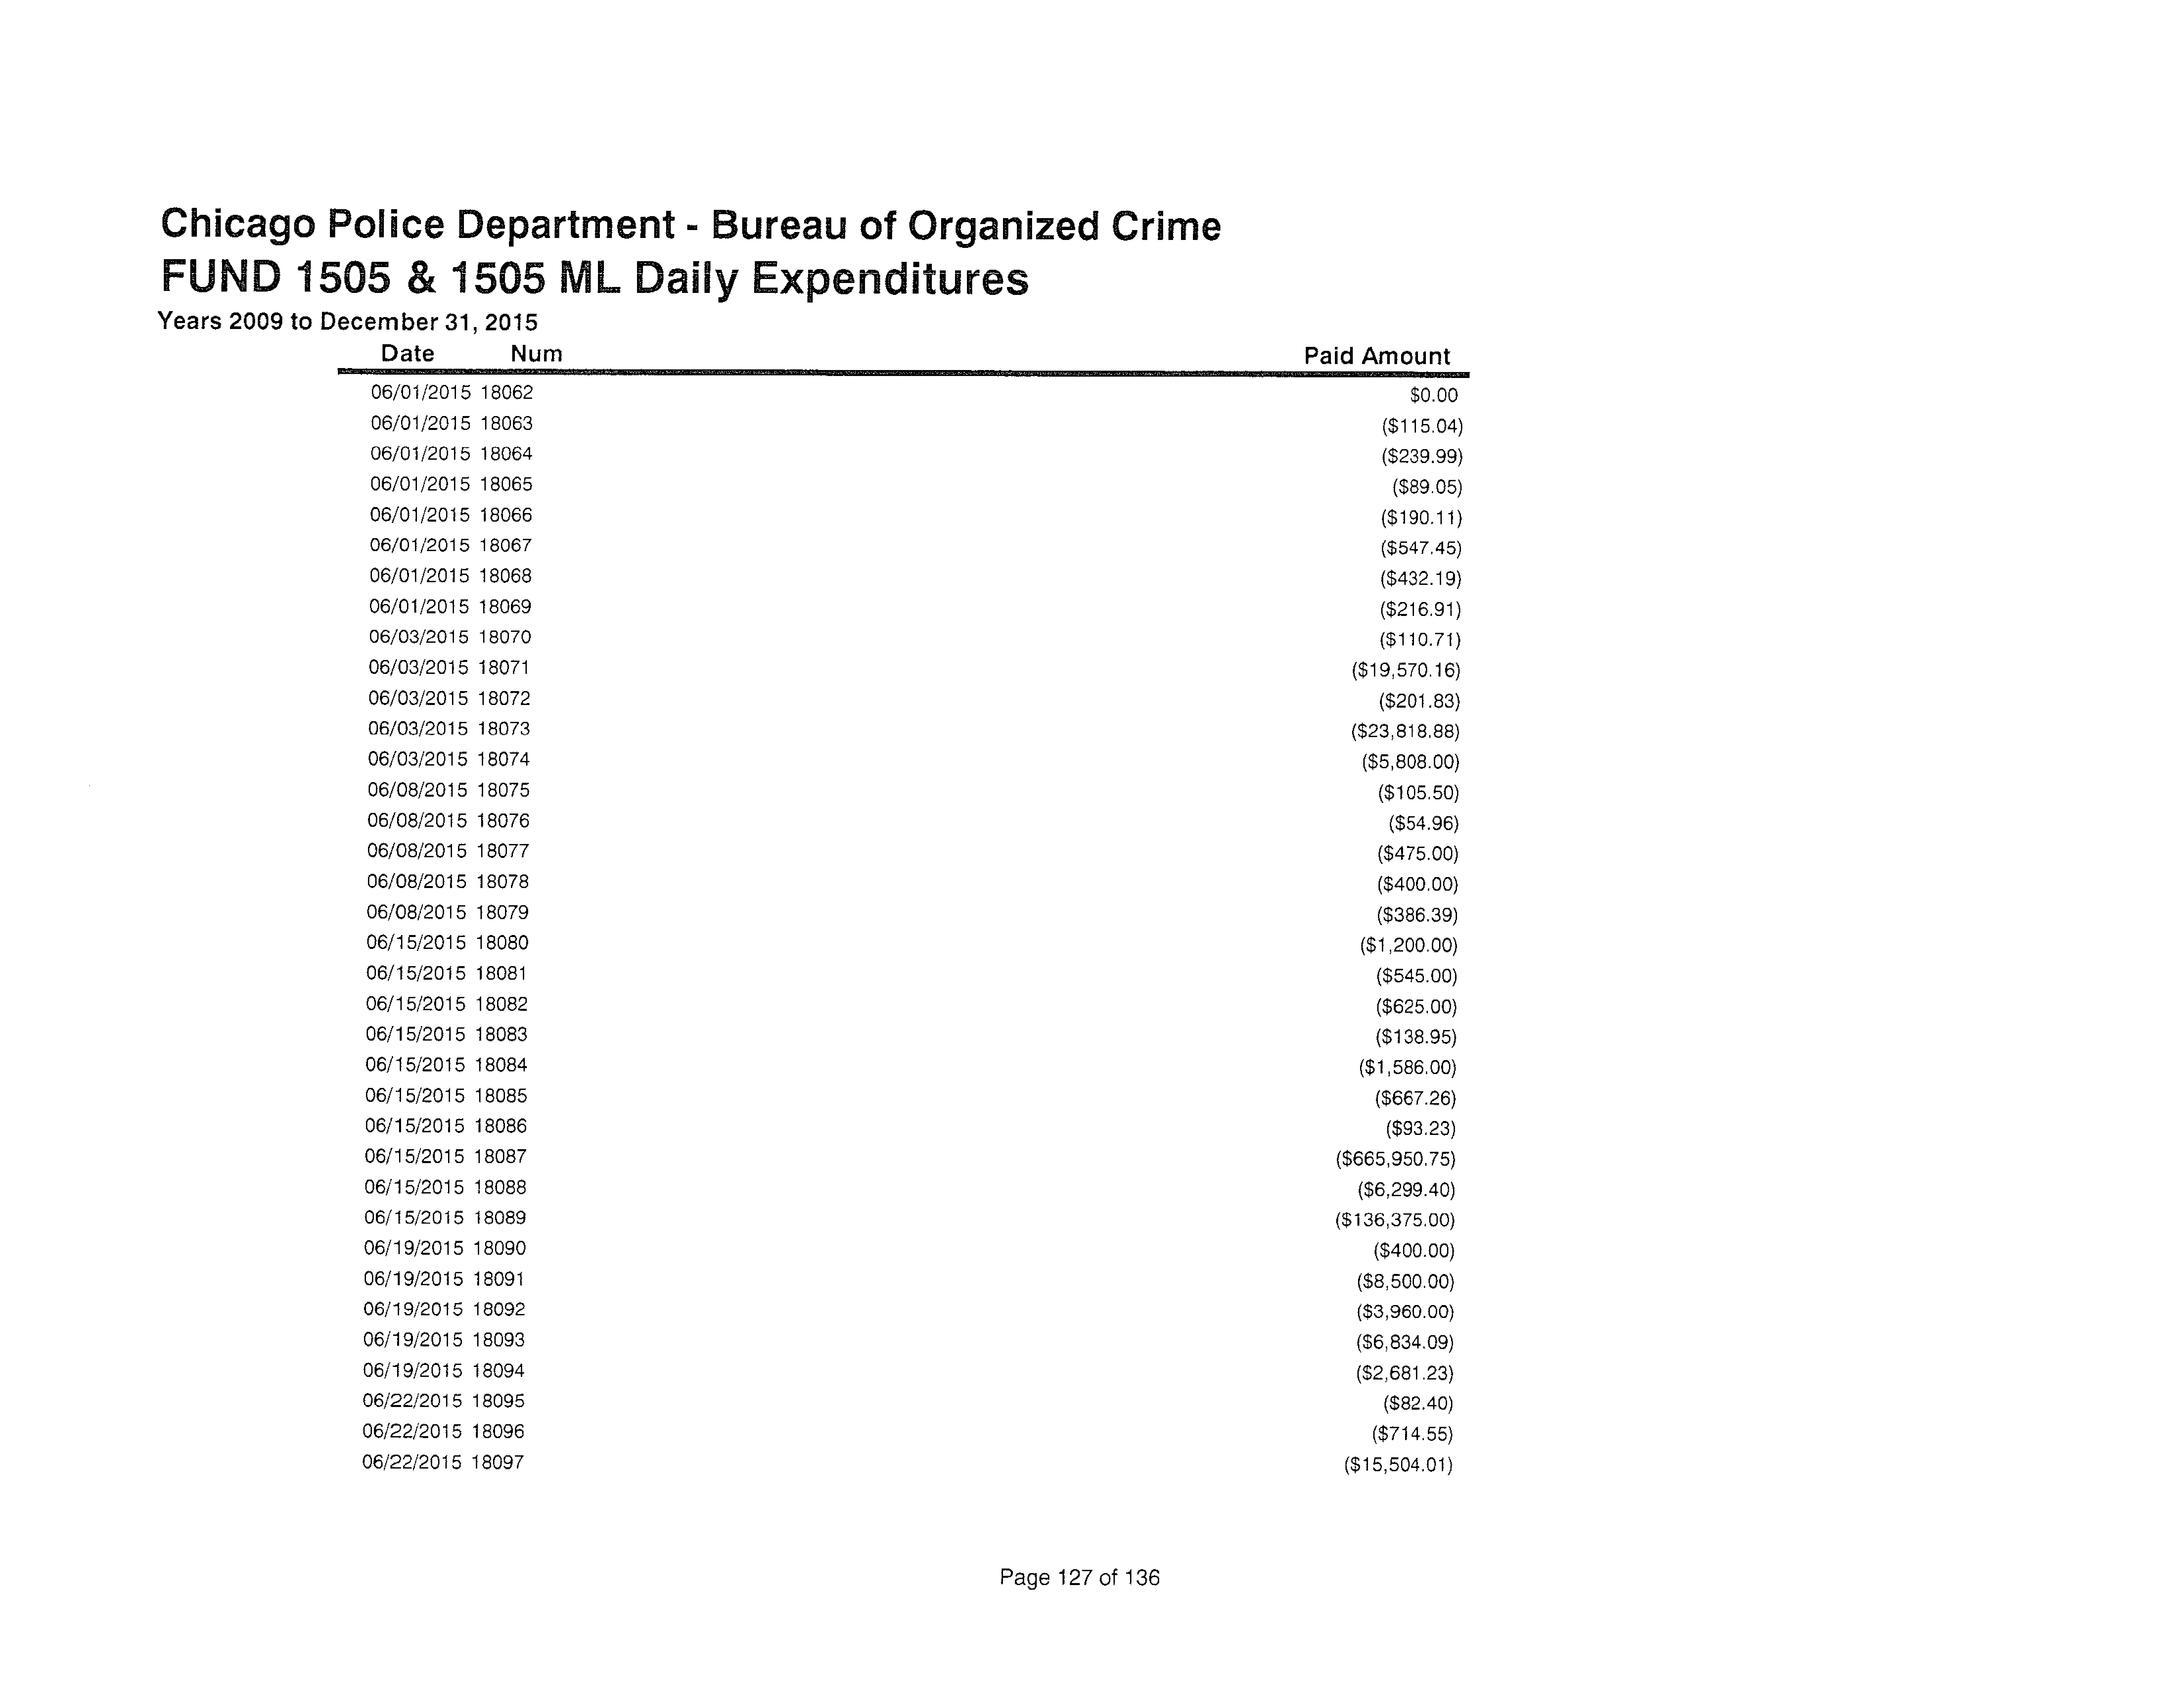 Chicago Police Department - Bureau of Organized Crime
FUND 1505 & 1505 ML Daily Expenditures
Years 2009 to December 31, 2015
Date Num Paid Amount
06/01/2015 18062 $0.00
06/01/2015 18063 ($115.04)
06/01/2015 18064 ($239.99)
06/01/2015 18065 ($89.05)
06/01/2015 18066 ($190.11)
06/01/2015 18067 ($547.45)
06/01/2015 18068 ($432.19)
06/01/2015 18069 ($216.91)
06/03/2015 18070 ($110.71)
06/03/2015 18071 ($19,570.16)
06/03/2015 18072 ($201.83)
06/03/2015 18073 ($23,818.88)
06/03/2015 18074 ($5,808.00)
06/08/2015 18075 ($105.50)
06/08/2015 18076 ($54.96)
06/08/2015 18077 ($475.00)
06/08/2015 18078 ($400.00)
06/08/2015 18079 ($386.39)
06/15/2015 18080 ($1,200.00)
06/15/2015 18081 ($545.00)
06/15/2015 18082 ($625.00)
06/15/2015 18083 ($138.95)
06/15/2015 18084 ($1,586.00)
06/15/2015 18085 ($667.26)
06/15/2015 18086 ($93.23)
06/15/2015 18087 ($665,950.75)
06/15/2015 18088 ($6,299.40)
06/15/2015 18089 ($136,375.00)
06/19/2015 18090 ($400.00)
06/19/2015 18091 ($8,500.00)
06/19/2015 18092 ($3,960.00)
06/19/2015 18093 ($6,834.09)
06/19/2015 18094 ($2,681.23)
06/22/2015 18095 ($82.40)
06/22/2015 18096 ($714.55)
06/22/2015 18097 ($15,504.01)
Page 127 of 136